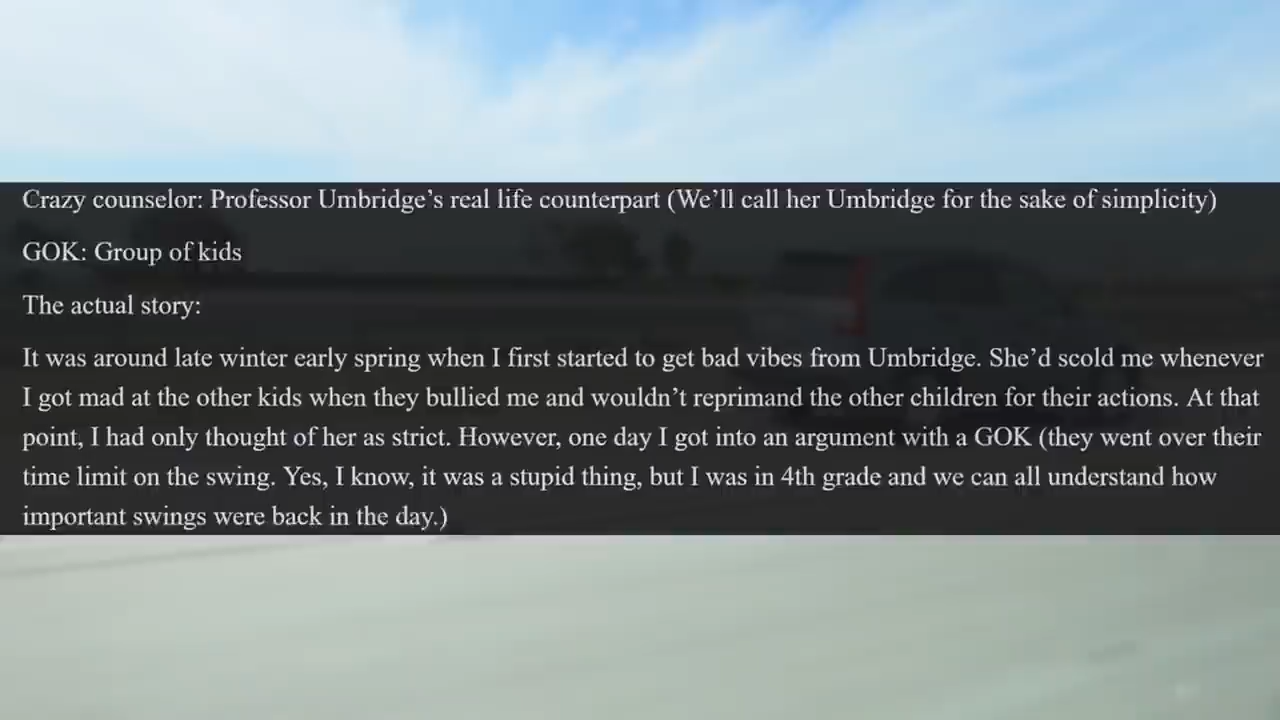 Crazy counselor: Professor Umbridge’s real life counterpart (We’ll call her Umbridge for the sake of simplicity)
GOK: Group of kids
The actual story:
It was around late winter early spring when I first started to get bad vibes from Umbridge. She’d scold me whenever
I got mad at the other kids when they bullied me and wouldn’t reprimand the other children for their actions. At that
point, I had only thought of her as strict. However, one day I got into an argument with a GOK (they went over their
time limit on the swing. Yes, I know, it was a stupid thing, but I was in 4th grade and we can all understand how
important swings were back in the day.)